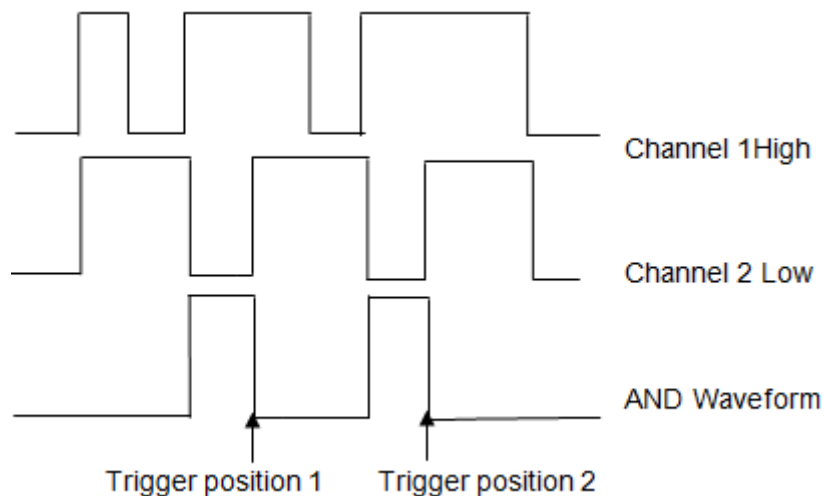 Channel 1High
Channel 2 Low
AND Waveform
Trigger position 1
Trigger position 2